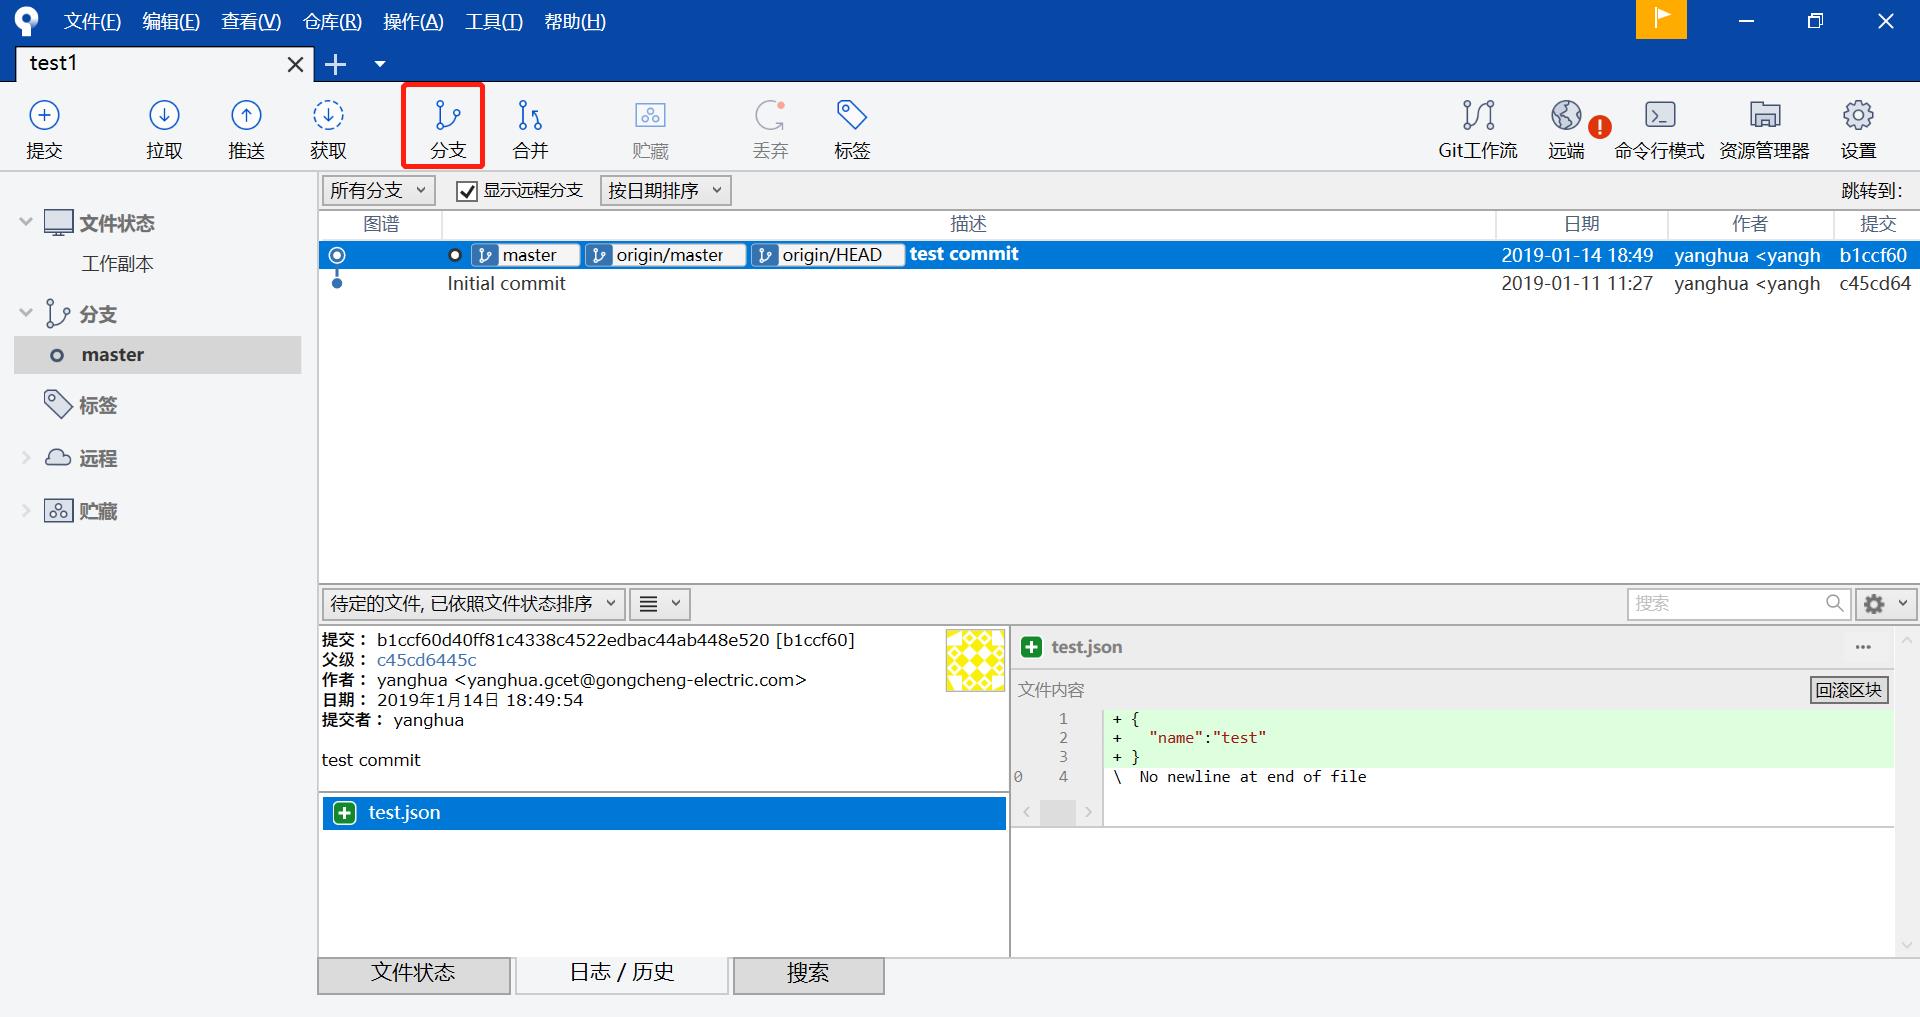 文件(F) 编辑(E) 查看(V) 仓库(R) 操作(A) 工具(T) 帮助(H)
test1
提交 拉取 推送 获取 分支 合并 贮藏 丢弃 标签 Git工作流 远端 命令行模式 资源管理器 设置
所有分支 显示远程分支 按日期排序 跳转到:
文件状态
工作副本
分支
master
标签
远程
贮藏
图谱 描述 日期 作者 提交
master origin/master origin/HEAD test commit 2019-01-14 18:49 yanghua <yangh b1ccf60
Initial commit 2019-01-11 11:27 yanghua <yangh c45cd64
待定的文件, 已依照文件状态排序 搜索
提交： b1ccf60d40ff81c4338c4522edbac44ab448e520 [b1ccf60]
父级： c45cd6445c
作者： yanghua <yanghua.gcet@gongcheng-electric.com>
日期： 2019年1月14日 18:49:54
提交者： yanghua
test commit
test.json
test.json ...
文件内容 回滚区块
1 + {
2 + "name":"test"
3 + }
0 4 \ No newline at end of file
文件状态 日志 / 历史 搜索